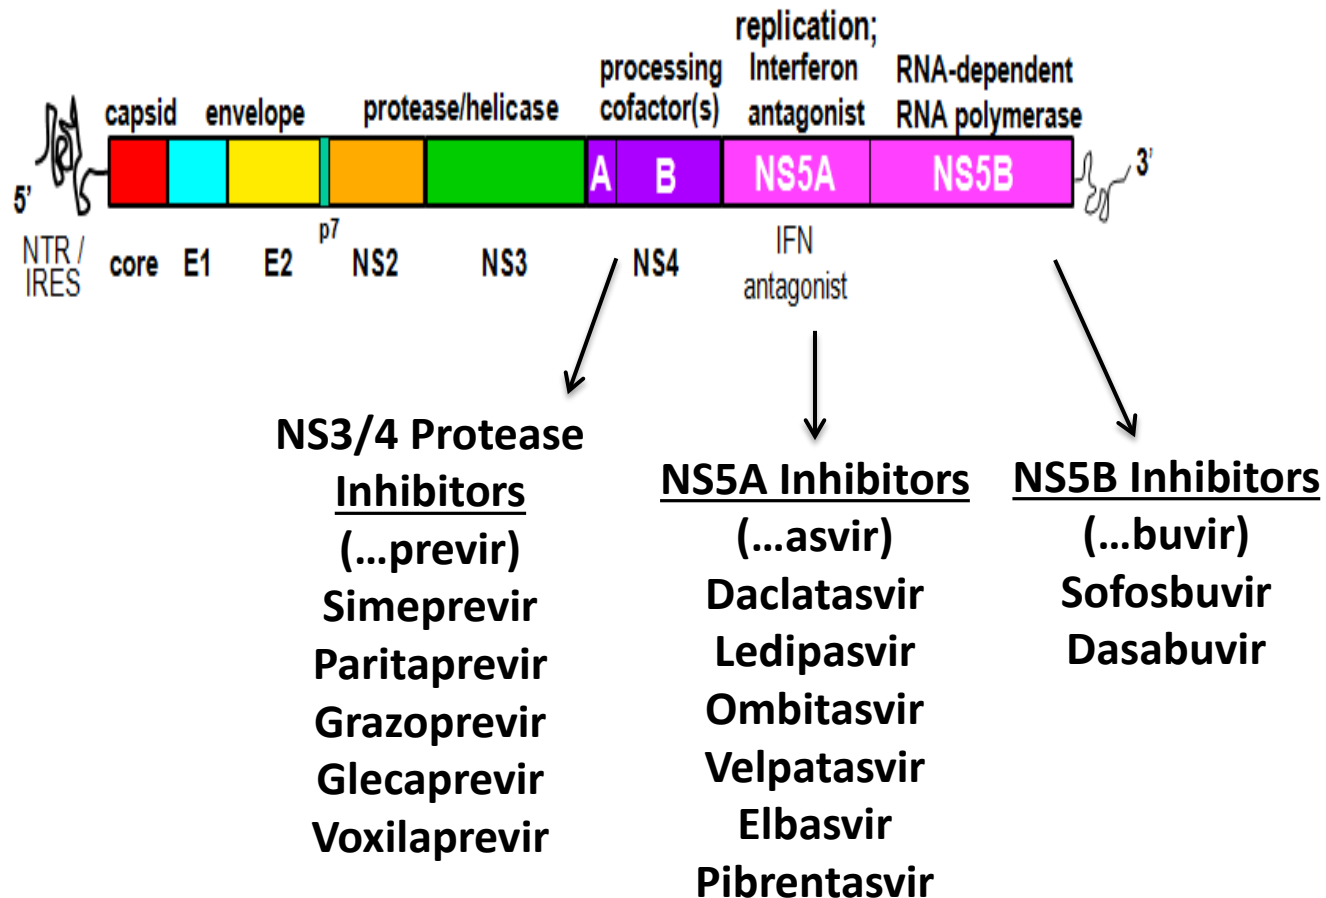 replication;
processing Interferon RNA-dependent
capsid envelope protease/helicase cofactor(s) antagonist RNA polymerase
5’ A B NS5A NS5B 3’
NTR / IRES
core E1 E2 p7 NS2 NS3 NS4 IFN antagonist
NS3/4 Protease
Inhibitors
(...previr)
Simeprevir
Paritaprevir
Grazoprevir
Glecaprevir
Voxilaprevir
NS5A Inhibitors
(...asvir)
Daclatasvir
Ledipasvir
Ombitasvir
Velpatasvir
Elbasvir
Pibrentasvir
NS5B Inhibitors
(...buvir)
Sofosbuvir
Dasabuvir